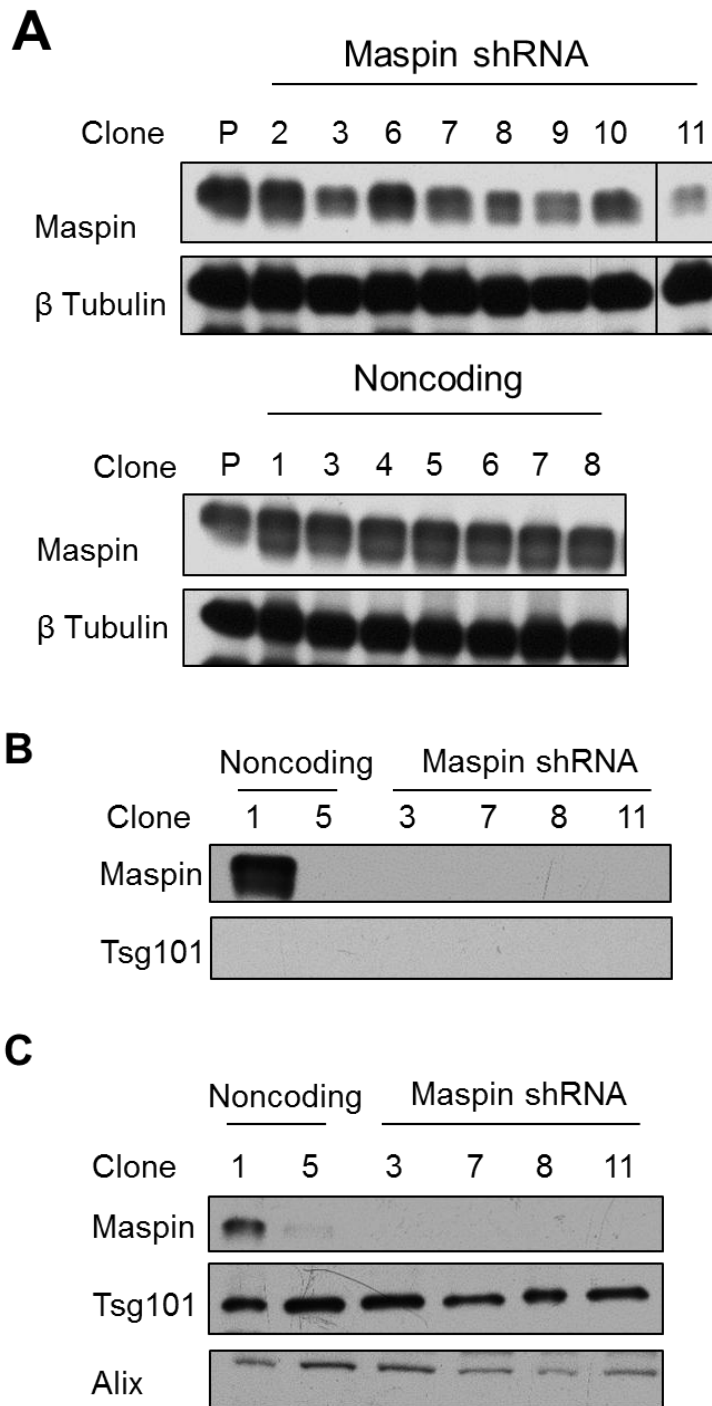 A
Maspin shRNA
Clone P 2 3 6 7 8 9 10 11
Maspin
β Tubulin
Noncoding
Clone P 1 3 4 5 6 7 8
Maspin
β Tubulin
B
Noncoding Maspin shRNA
Clone 1 5 3 7 8 11
Maspin
Tsg101
C
Noncoding Maspin shRNA
Clone 1 5 3 7 8 11
Maspin
Tsg101
Alix